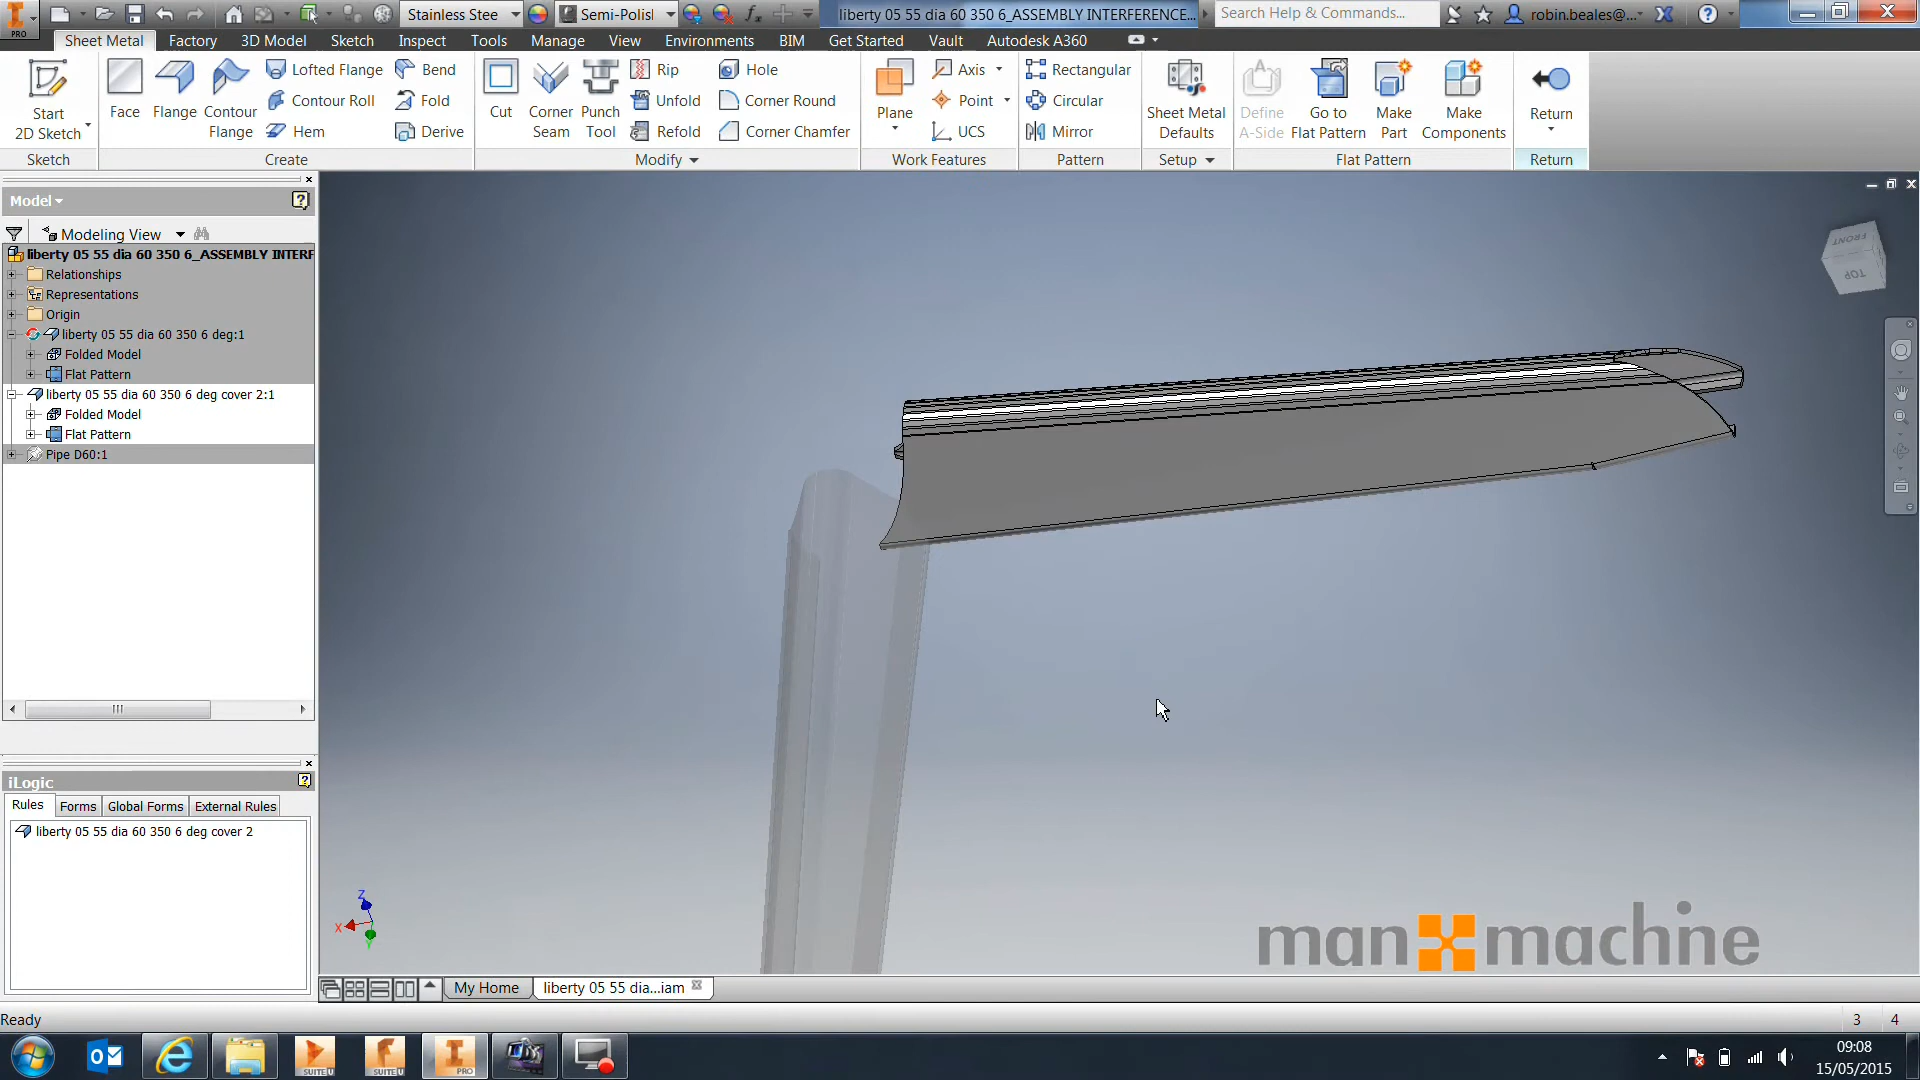 PRO
Stainless Stee
Semi-Polisl
liberty 05 55 dia 60 350 6_ASSEMBLY INTERFERENCE...
Search Help & Commands...
robin.beales@...
Sheet Metal
Factory
3D Model
Sketch
Inspect
Tools
Manage
View
Environments
BIM
Get Started
Vault
Autodesk A360
Start
2D Sketch
Face
Flange
Contour
Flange
Lofted Flange
Contour Roll
Hem
Bend
Fold
Derive
Cut
Corner
Seam
Punch
Tool
Rip
Unfold
Refold
Hole
Corner Round
Corner Chamfer
Plane
Axis
Point
UCS
Rectangular
Circular
Mirror
Sheet Metal
Defaults
Define
A-Side
Go to
Flat Pattern
Make
Part
Make
Components
Return
Sketch
Create
Modify
Work Features
Pattern
Setup
Flat Pattern
Return
Model
Modeling View
liberty 05 55 dia 60 350 6_ASSEMBLY INTERF
Relationships
Representations
Origin
liberty 05 55 dia 60 350 6 deg:1
Folded Model
Flat Pattern
liberty 05 55 dia 60 350 6 deg cover 2:1
Folded Model
Flat Pattern
Pipe D60:1
FRONT
TOP
iLogic
Rules
Forms
Global Forms
External Rules
liberty 05 55 dia 60 350 6 deg cover 2
Z
X
Y
man machine
My Home
liberty 05 55 dia...iam
Ready
3
4
SUITE U
SUITE U
PRO
09:08
15/05/2015